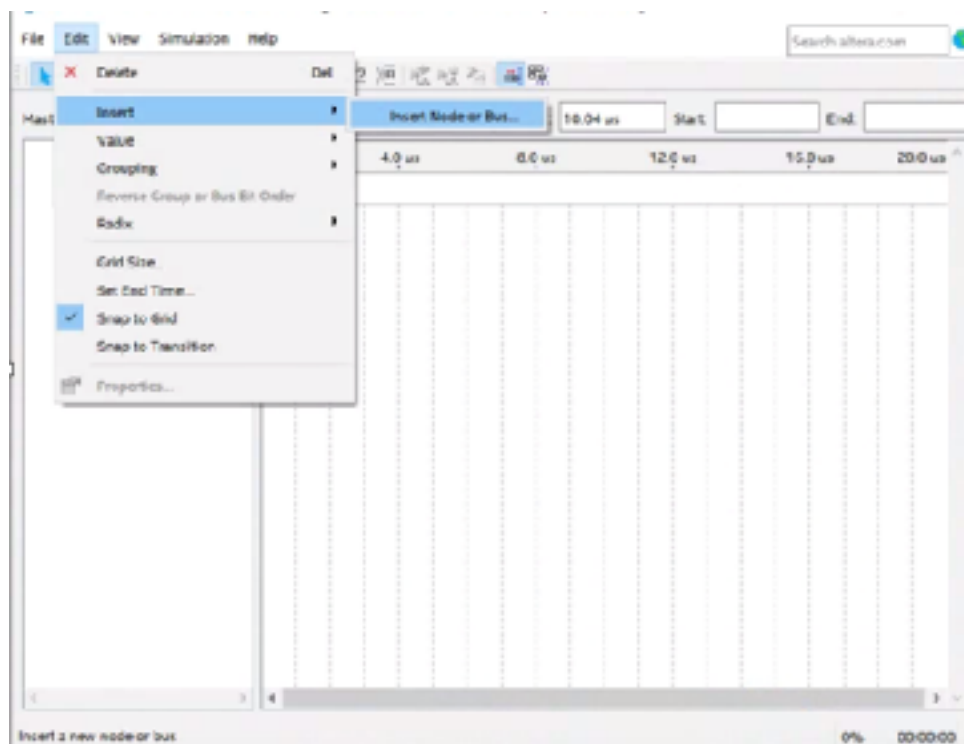 File Edit View Simulation Help
Search altera.com
Delete Del
Insert
Insert Node or Bus...
10.04 us
Start:
End:
Value
4.0 us 8.0 us 12.0 us 16.0 us 20.0 us
Grouping
Reverse Group or Bus Bit Order
Radix
Grid Size...
Set End Time...
Snap to Grid
Snap to Transition
Properties...
Insert a new node or bus
0% 00:00:00